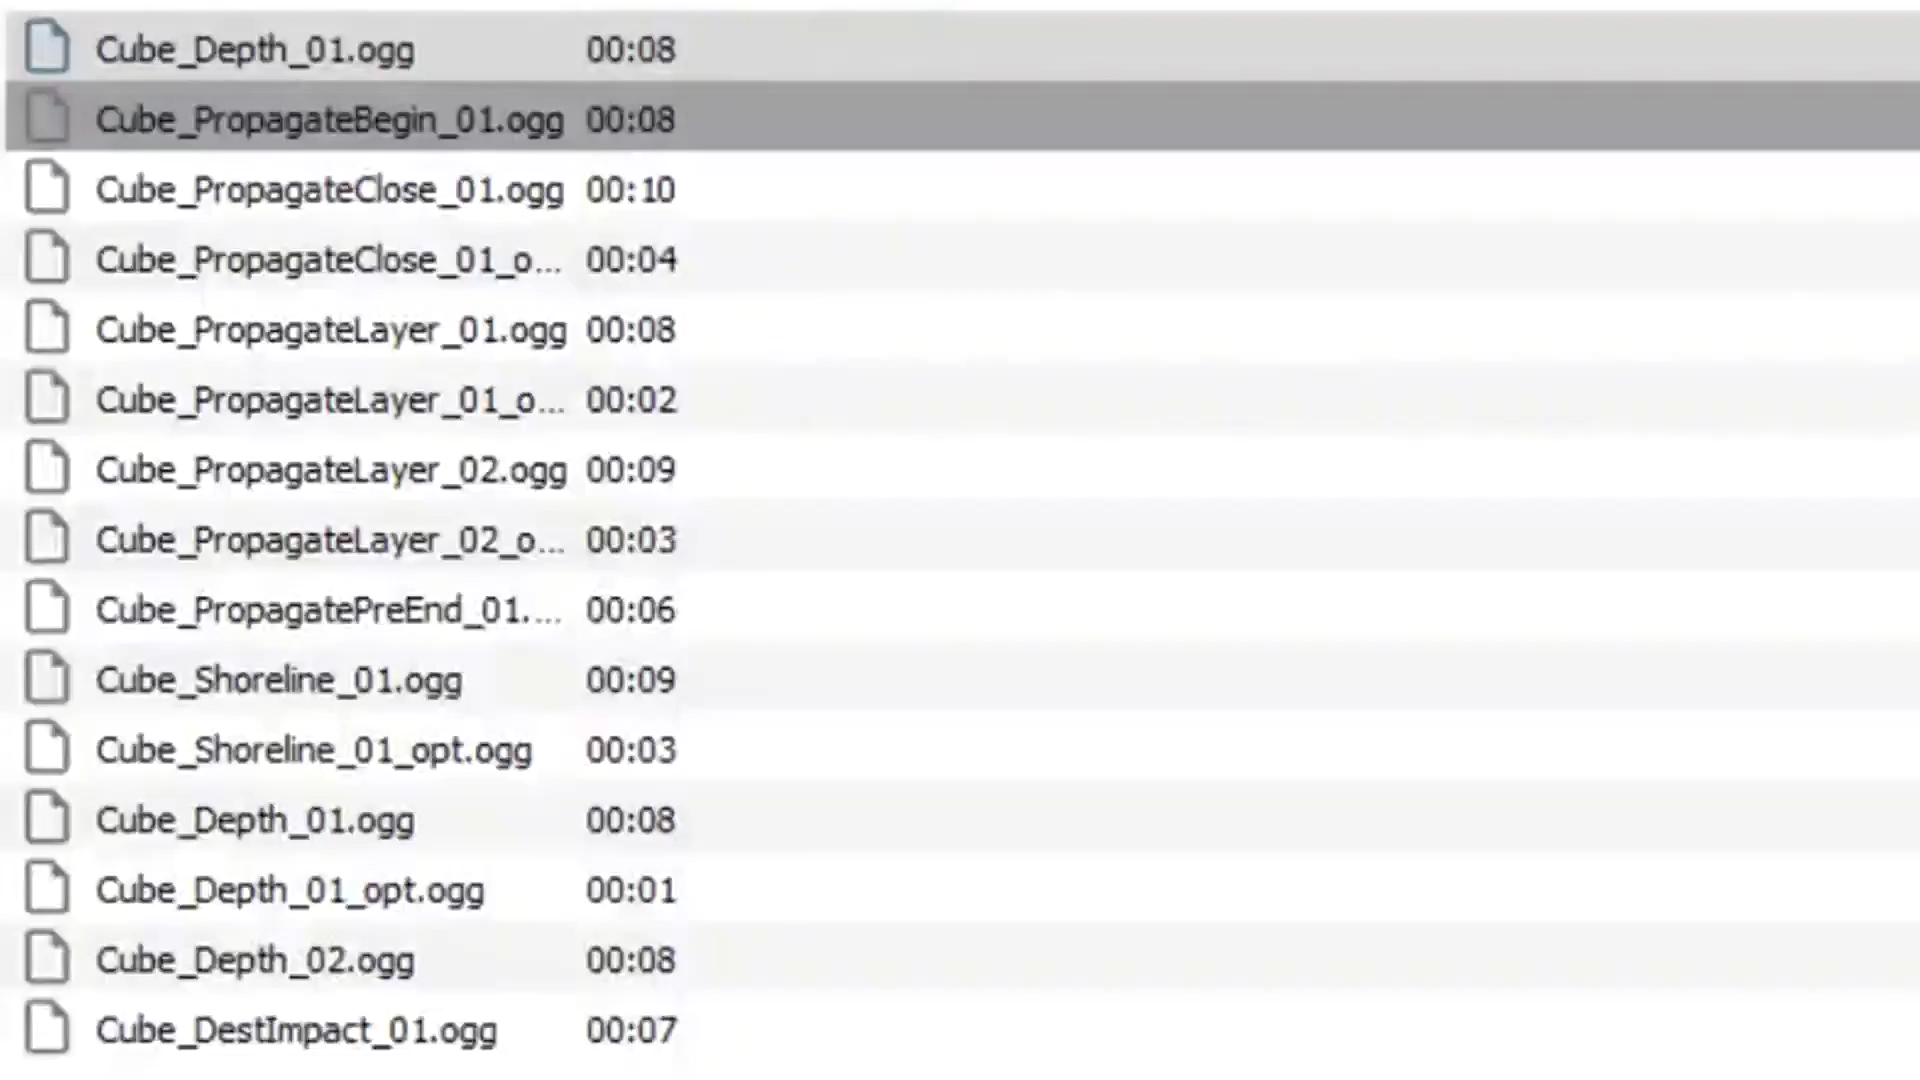 Cube_Depth_01.ogg 00:08
Cube_PropagateBegin_01.ogg 00:08
Cube_PropagateClose_01.ogg 00:10
Cube_PropagateClose_01_o... 00:04
Cube_PropagateLayer_01.ogg 00:08
Cube_PropagateLayer_01_o... 00:02
Cube_PropagateLayer_02.ogg 00:09
Cube_PropagateLayer_02_o... 00:03
Cube_PropagatePreEnd_01.... 00:06
Cube_Shoreline_01.ogg 00:09
Cube_Shoreline_01_opt.ogg 00:03
Cube_Depth_01.ogg 00:08
Cube_Depth_01_opt.ogg 00:01
Cube_Depth_02.ogg 00:08
Cube_DestImpact_01.ogg 00:07